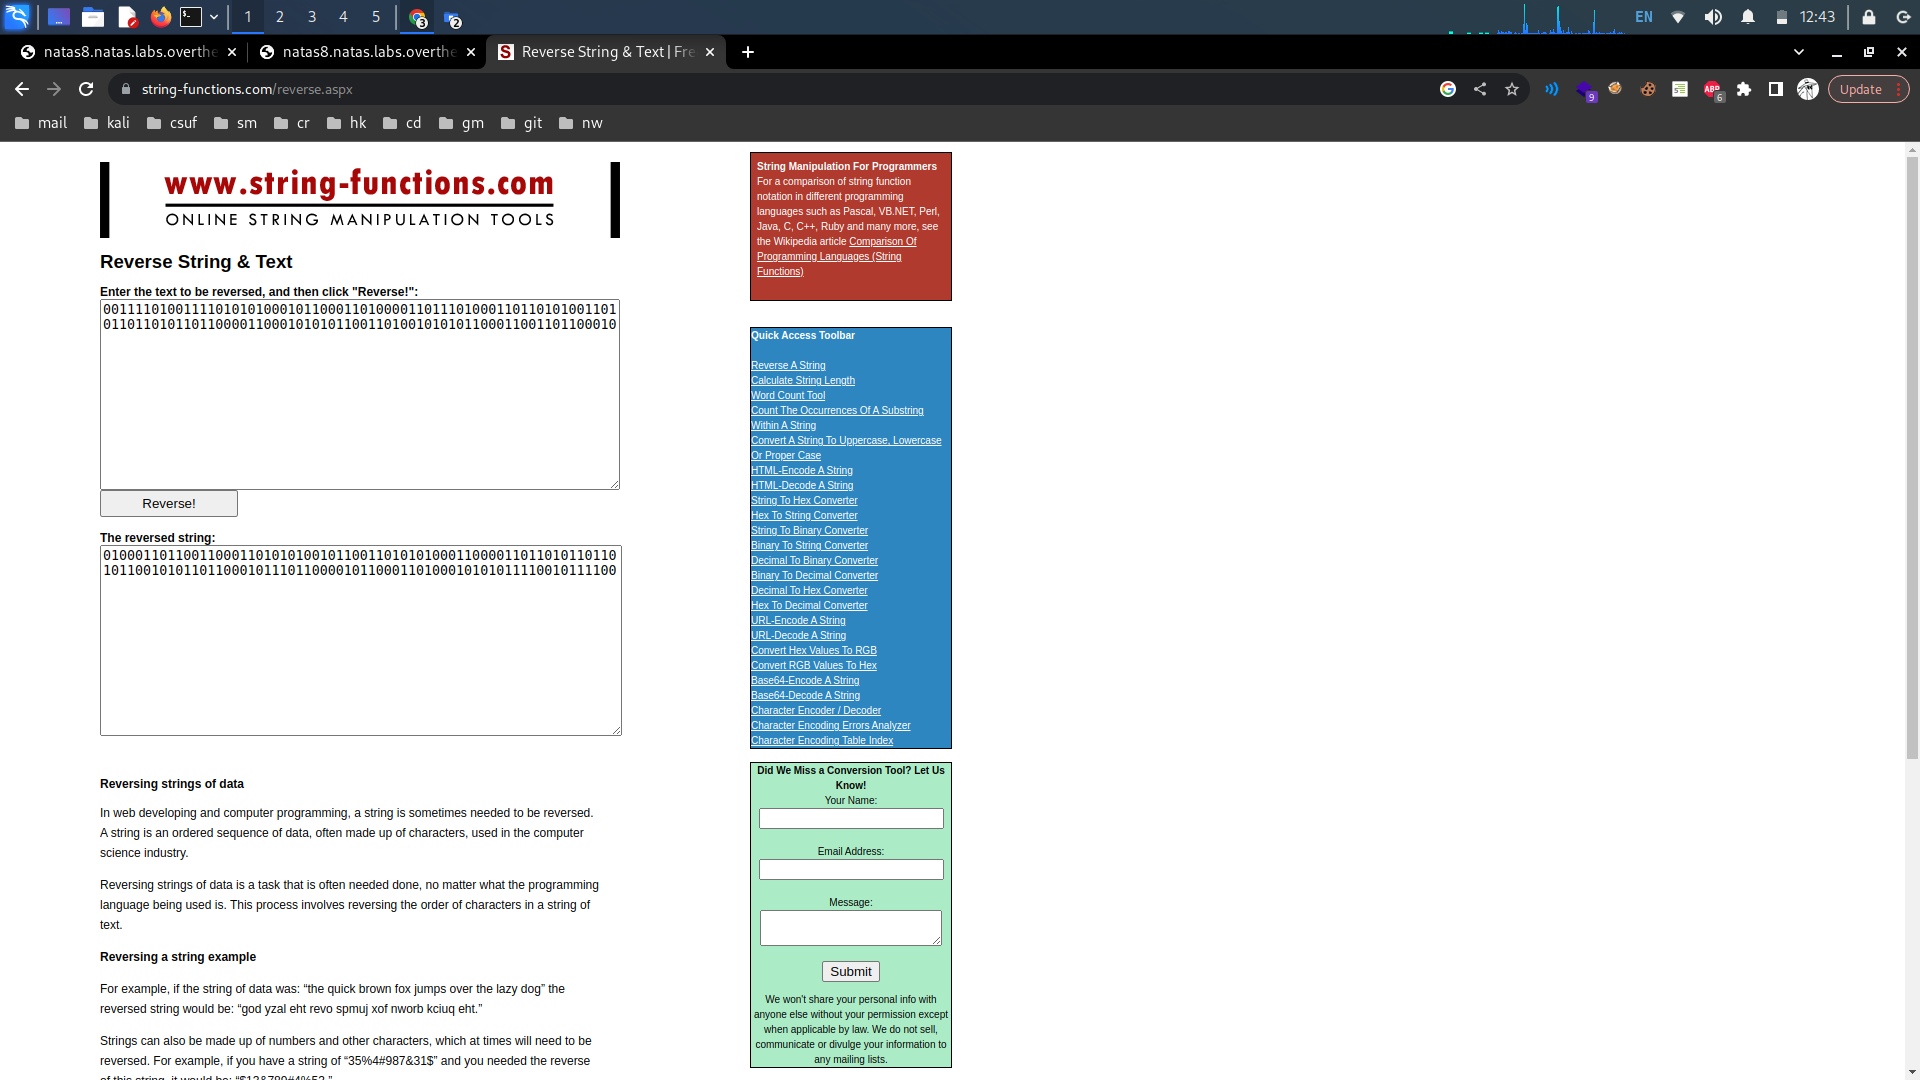 1 2 3 4 5 3 2 EN 12:43
natas8.natas.labs.overthe natas8.natas.labs.overthe Reverse String & Text | Fre
string-functions.com/reverse.aspx 9 ABP 6 Update
mail kali csuf sm cr hk cd gm git nw
www.string-functions.com
ONLINE STRING MANIPULATION TOOLS
Reverse String & Text
Enter the text to be reversed, and then click "Reverse!":
Reverse!
The reversed string:
Reversing strings of data
In web developing and computer programming, a string is sometimes needed to be reversed.
A string is an ordered sequence of data, often made up of characters, used in the computer
science industry.
Reversing strings of data is a task that is often needed done, no matter what the programming
language being used is. This process involves reversing the order of characters in a string of
text.
Reversing a string example
For example, if the string of data was: “the quick brown fox jumps over the lazy dog” the
reversed string would be: “god yzal eht revo spmuj xof nworb kciuq eht.”
Strings can also be made up of numbers and other characters, which at times will need to be
reversed. For example, if you have a string of “35%4#987&31$” and you needed the reverse
of this string, it would be: “$13&789#4%53.”
String Manipulation For Programmers
For a comparison of string function
notation in different programming
languages such as Pascal, VB.NET, Perl,
Java, C, C++, Ruby and many more, see
the Wikipedia article Comparison Of
Programming Languages (String
Functions)
Quick Access Toolbar
Reverse A String
Calculate String Length
Word Count Tool
Count The Occurrences Of A Substring
Within A String
Convert A String To Uppercase, Lowercase
Or Proper Case
HTML-Encode A String
HTML-Decode A String
String To Hex Converter
Hex To String Converter
String To Binary Converter
Binary To String Converter
Decimal To Binary Converter
Binary To Decimal Converter
Decimal To Hex Converter
Hex To Decimal Converter
URL-Encode A String
URL-Decode A String
Convert Hex Values To RGB
Convert RGB Values To Hex
Base64-Encode A String
Base64-Decode A String
Character Encoder / Decoder
Character Encoding Errors Analyzer
Character Encoding Table Index
Did We Miss a Conversion Tool? Let Us
Know!
Your Name:
Email Address:
Message:
Submit
We won't share your personal info with
anyone else without your permission except
when applicable by law. We do not sell,
communicate or divulge your information to
any mailing lists.